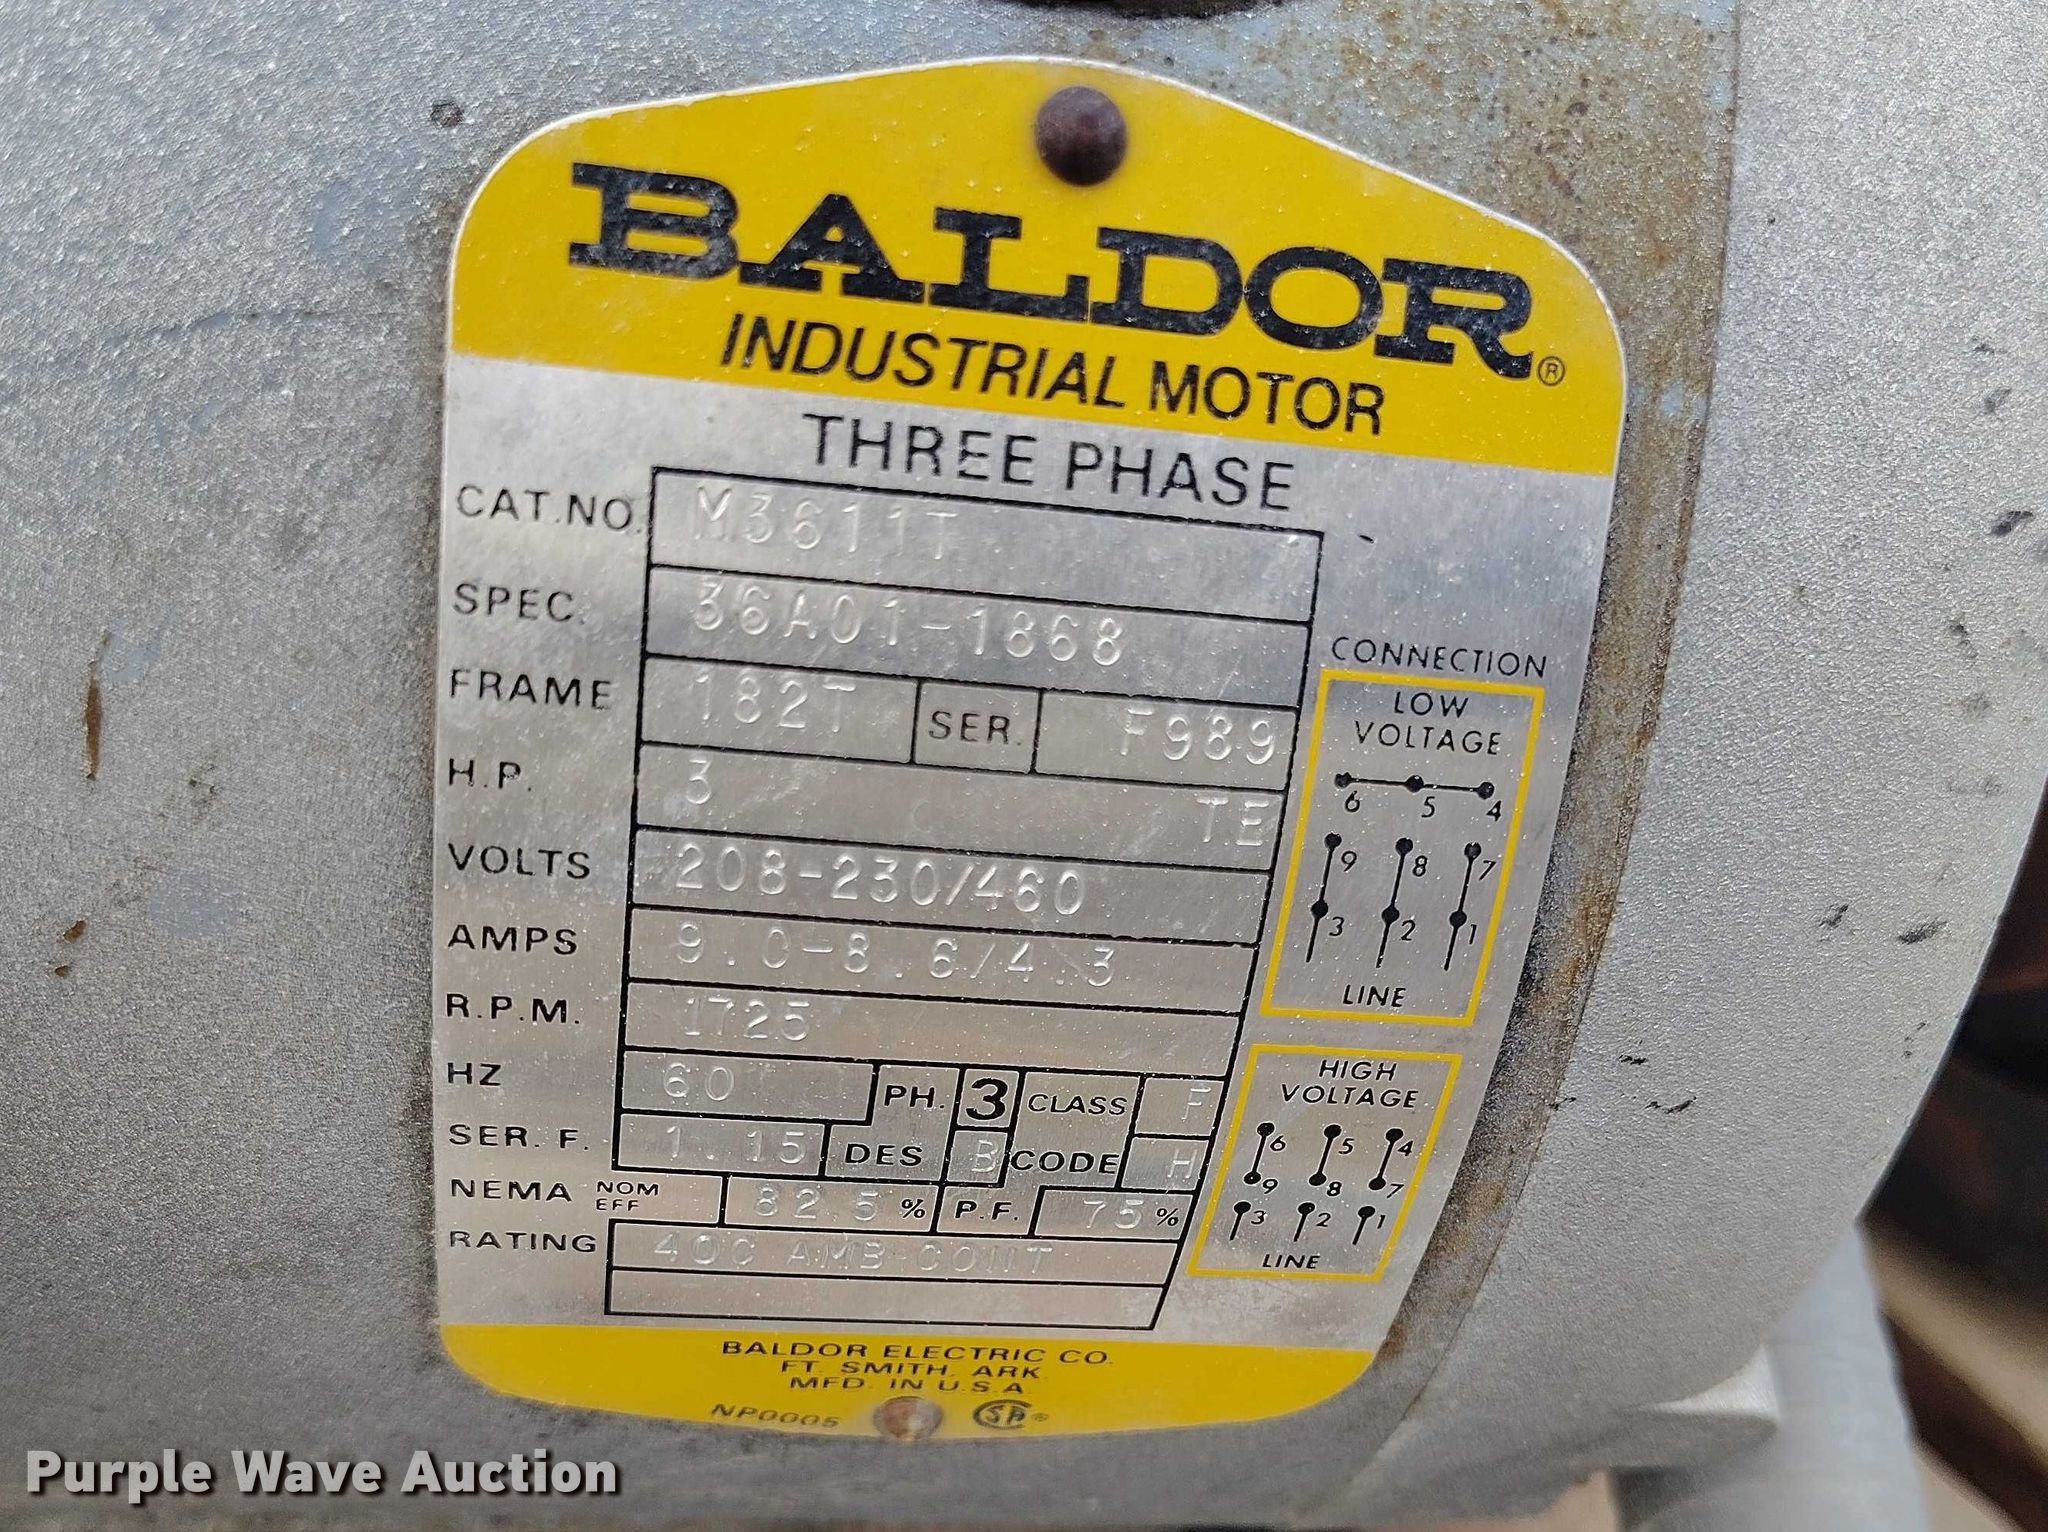 BALDOR®
INDUSTRIAL MOTOR
THREE PHASE
CAT.NO. M3611T
SPEC. 36A01-1868
FRAME 182T SER. F989
H.P. 3 TE
VOLTS 208-230/460
AMPS 9.0-8.6/4.3
R.P.M. 1725
HZ 60 PH. 3 CLASS F
SER. F. 1.15 DES B CODE H
NEMA NOM EFF 82.5 % P.F. 75 %
RATING 40C AMB-CONT
CONNECTION
LOW
VOLTAGE
6 5 4
9 8 7
3 2 1
LINE
HIGH
VOLTAGE
6 5 4
9 8 7
3 2 1
LINE
BALDOR ELECTRIC CO.
FT. SMITH, ARK.
MFD. IN U.S.A.
NP0005 SA®
Purple Wave Auction